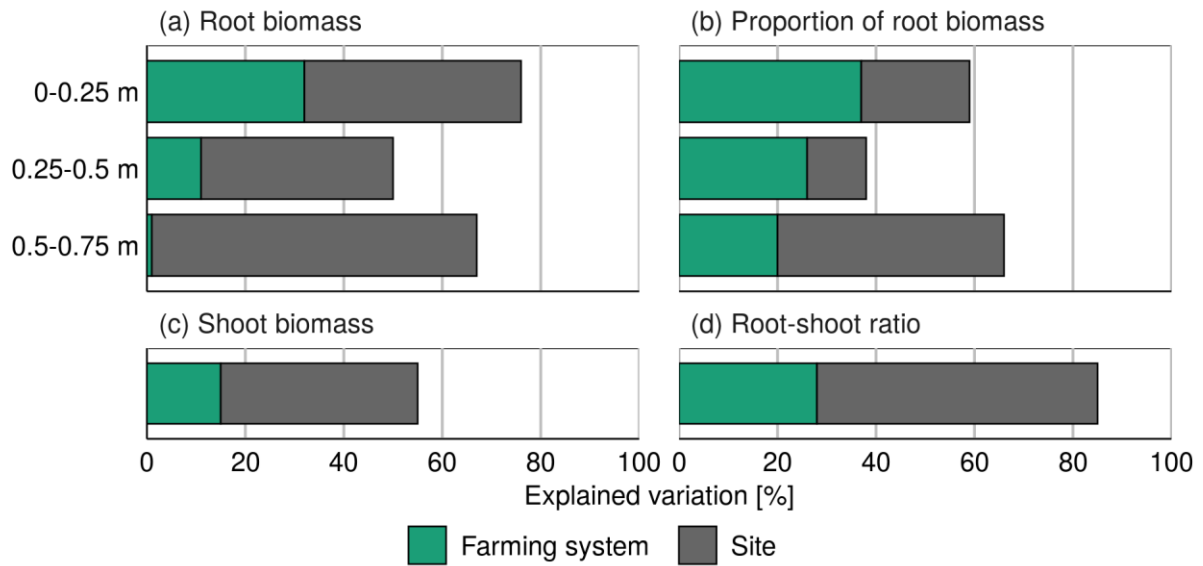 (a) Root biomass
(b) Proportion of root biomass
0-0.25 m
0.25-0.5 m
0.5-0.75 m
(c) Shoot biomass
(d) Root-shoot ratio
0 20 40 60 80 100
0 20 40 60 80 100
Explained variation [%]
Farming system
Site